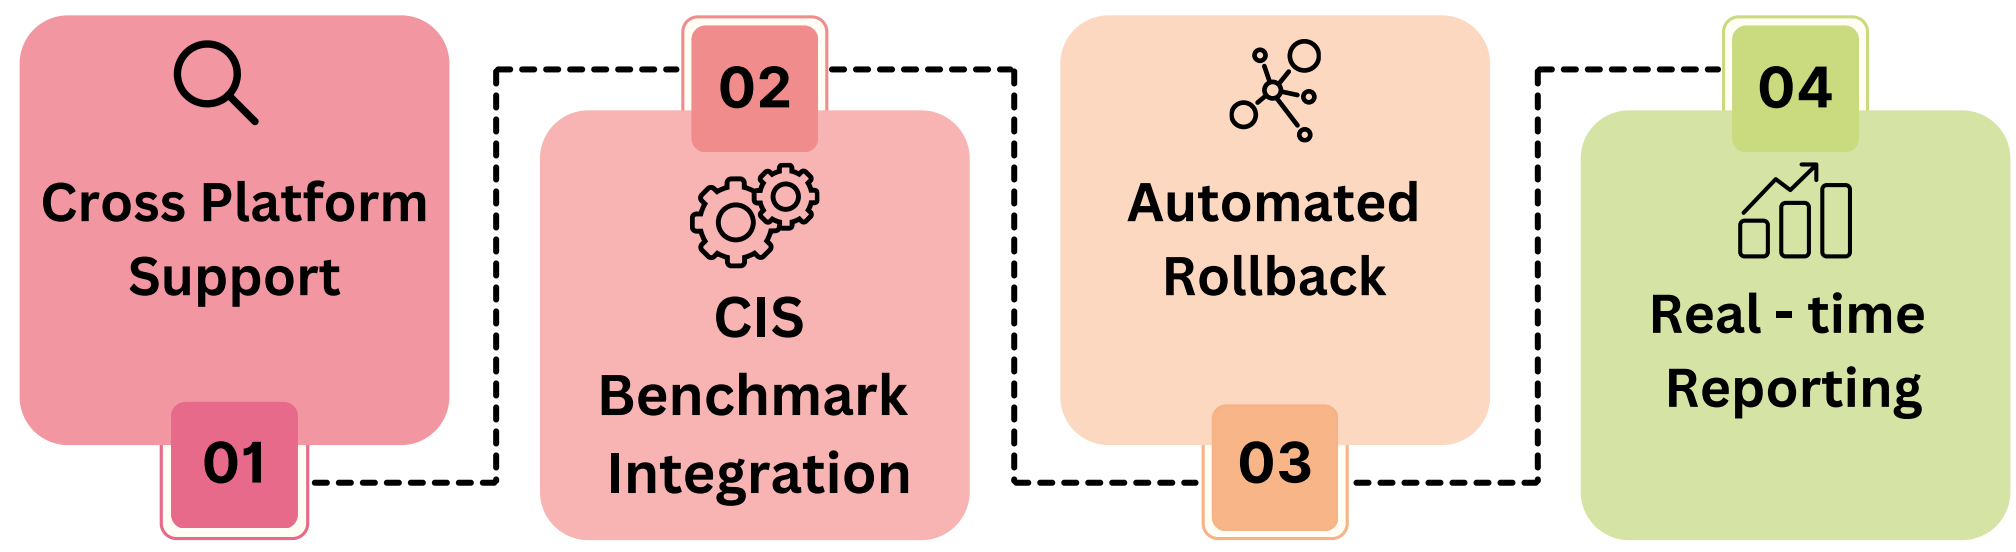 Cross Platform
Support
01
02
CIS
Benchmark
Integration
Automated
Rollback
03
04
Real - time
Reporting